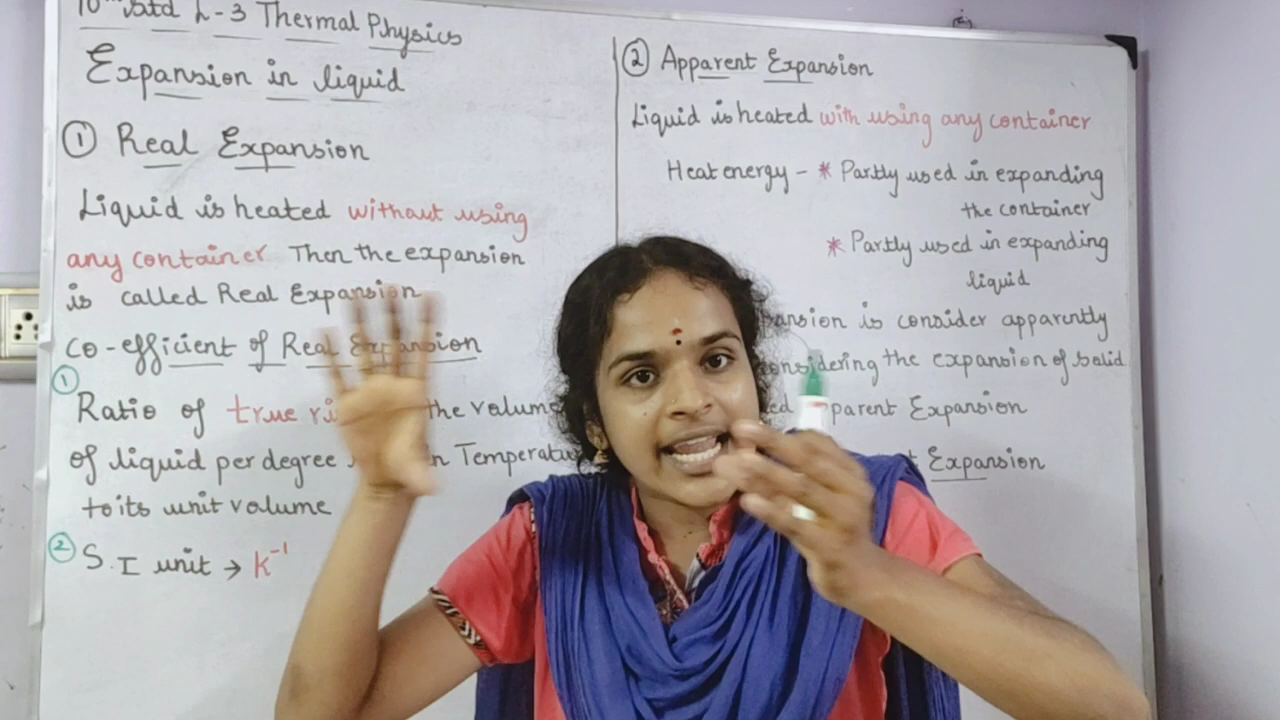 10th Std L-3 Thermal Physics
Expansion in liquid
① Real Expansion
Liquid is heated without using
any container Then the expansion
is called Real Expansion
co-efficient of Real Expansion
①
Ratio of true the volume
of liquid per degree Temperature
to its unit volume
② S.I unit → K⁻¹
② Apparent Expansion
Liquid is heated with using any container
Heat energy - * Partly used in expanding
the container
* Partly used in expanding
liquid
is consider apparently
the expansion of solid
Expansion
Expansion